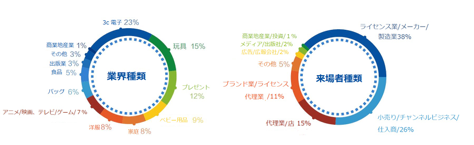 3c 電子 23%
玩具 15%
プレゼント
12%
ベビー用品 9%
家庭 8%
洋服8%
アニメ/映画、テレビ/ゲーム/7%
バッグ 6%
食品 5%
出版業 3%
その他 3%
商業地産業 1%
業界種類
ライセンス業/メーカー/
製造業38%
小売り/チャンネルビジネス/
仕入商/26%
代理業/店 15%
ブランド業/ライセンス
代理業 /11%
その他 5%
広告/広潮会社/2%
メディア/出版社/2%
商業地産業/投資/1%
来場者種類